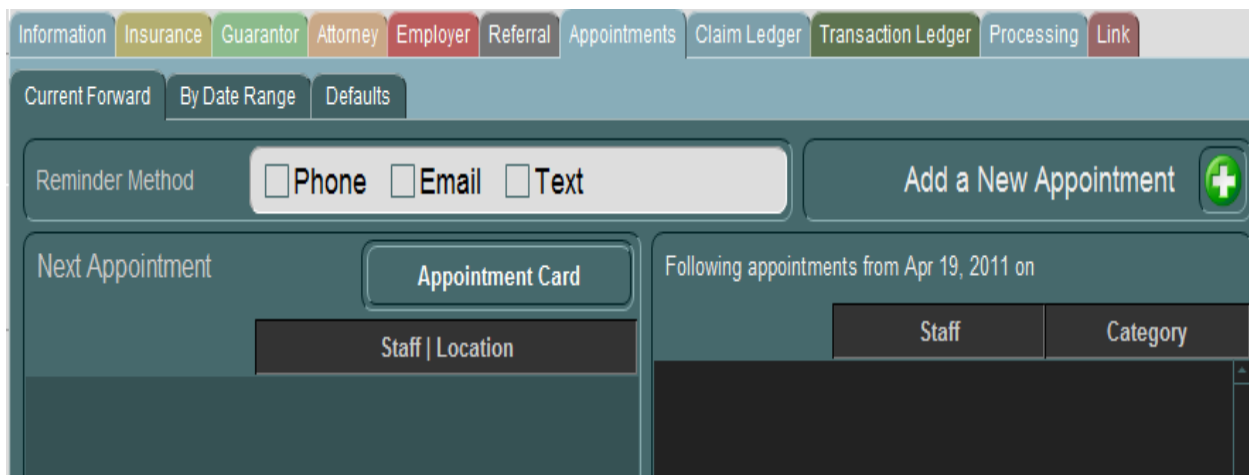 Information Insurance Guarantor Attorney Employer Referral Appointments Claim Ledger Transaction Ledger Processing Link
Current Forward By Date Range Defaults
Reminder Method Phone Email Text Add a New Appointment
Next Appointment Appointment Card Following appointments from Apr 19, 2011 on
Staff | Location Staff Category